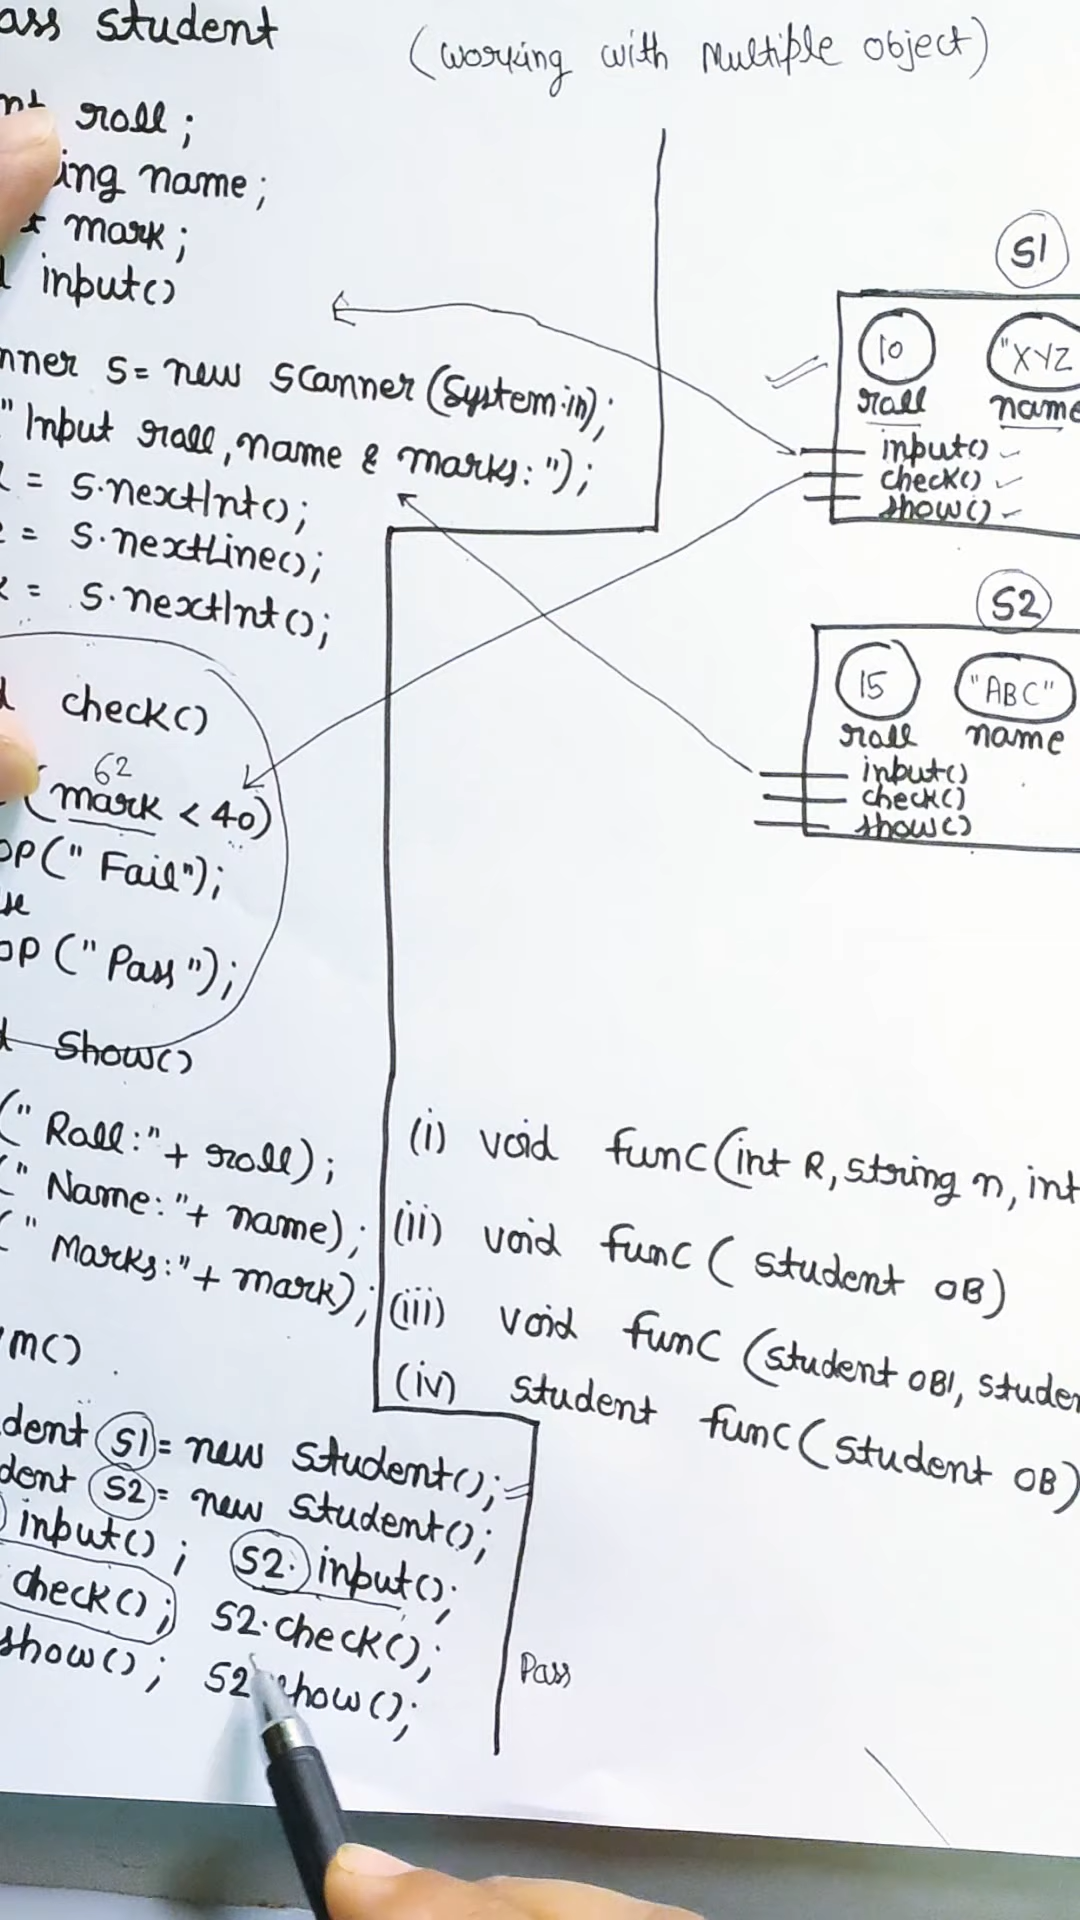 ass student
(working with Multiple object)
nt roll;
ing name;
mark;
input()
nner s= new scanner(System.in);
" Input roll, name & marks: ");
= s.nextInt();
= s.nextLine();
= s.nextInt();
check()
62
(mark < 40)
OP(" Fail");
se
OP (" Pass");
show()
(" Roll:"+ roll);
(" Name:"+ name);
(" Marks:"+ mark);
m()
dent S1= new student();
dent S2= new student();
input(); S2.input();
check(); S2.check();
show(); S2.show();
Pass
S1
10 "XYZ
roll name
input()
check()
show()
S2
15 "ABC"
roll name
input()
check()
show()
(i) void func(int R, string n, int
(ii) void func( student OB)
(iii) void func (student OB1, studen
(iv) student func(student OB)